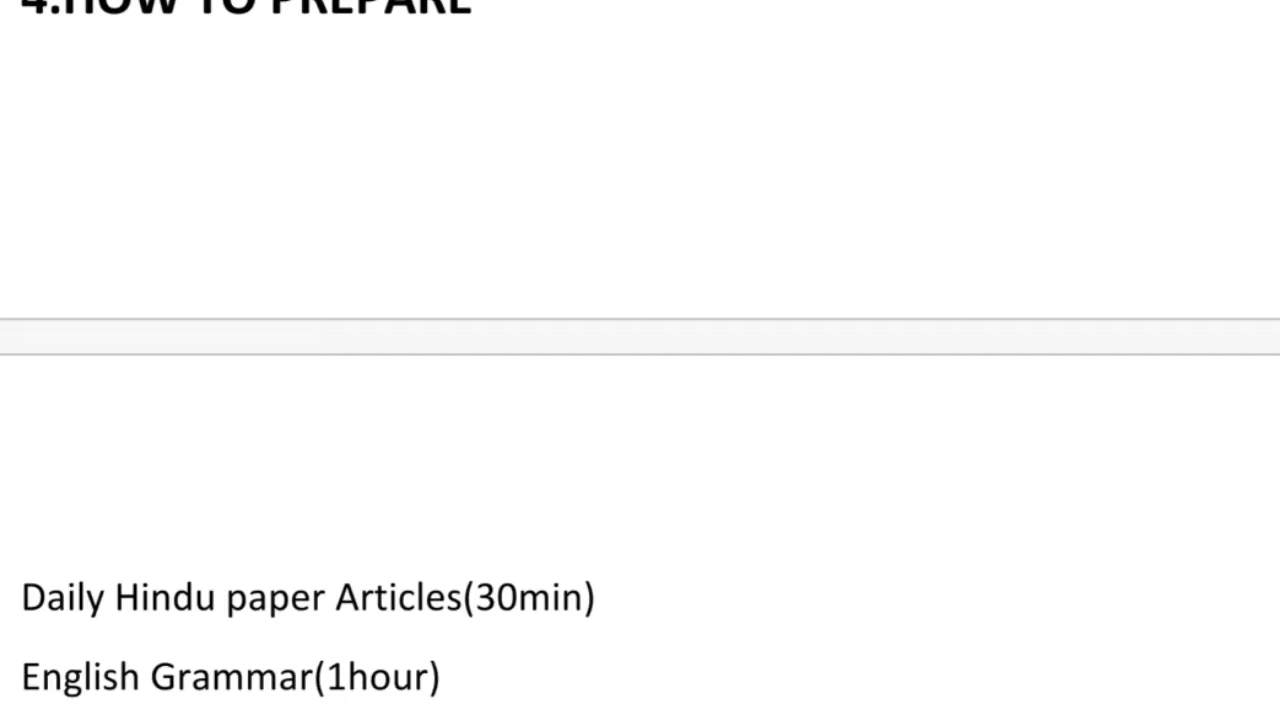 4.HOW TO PREPARE
Daily Hindu paper Articles(30min)
English Grammar(1hour)